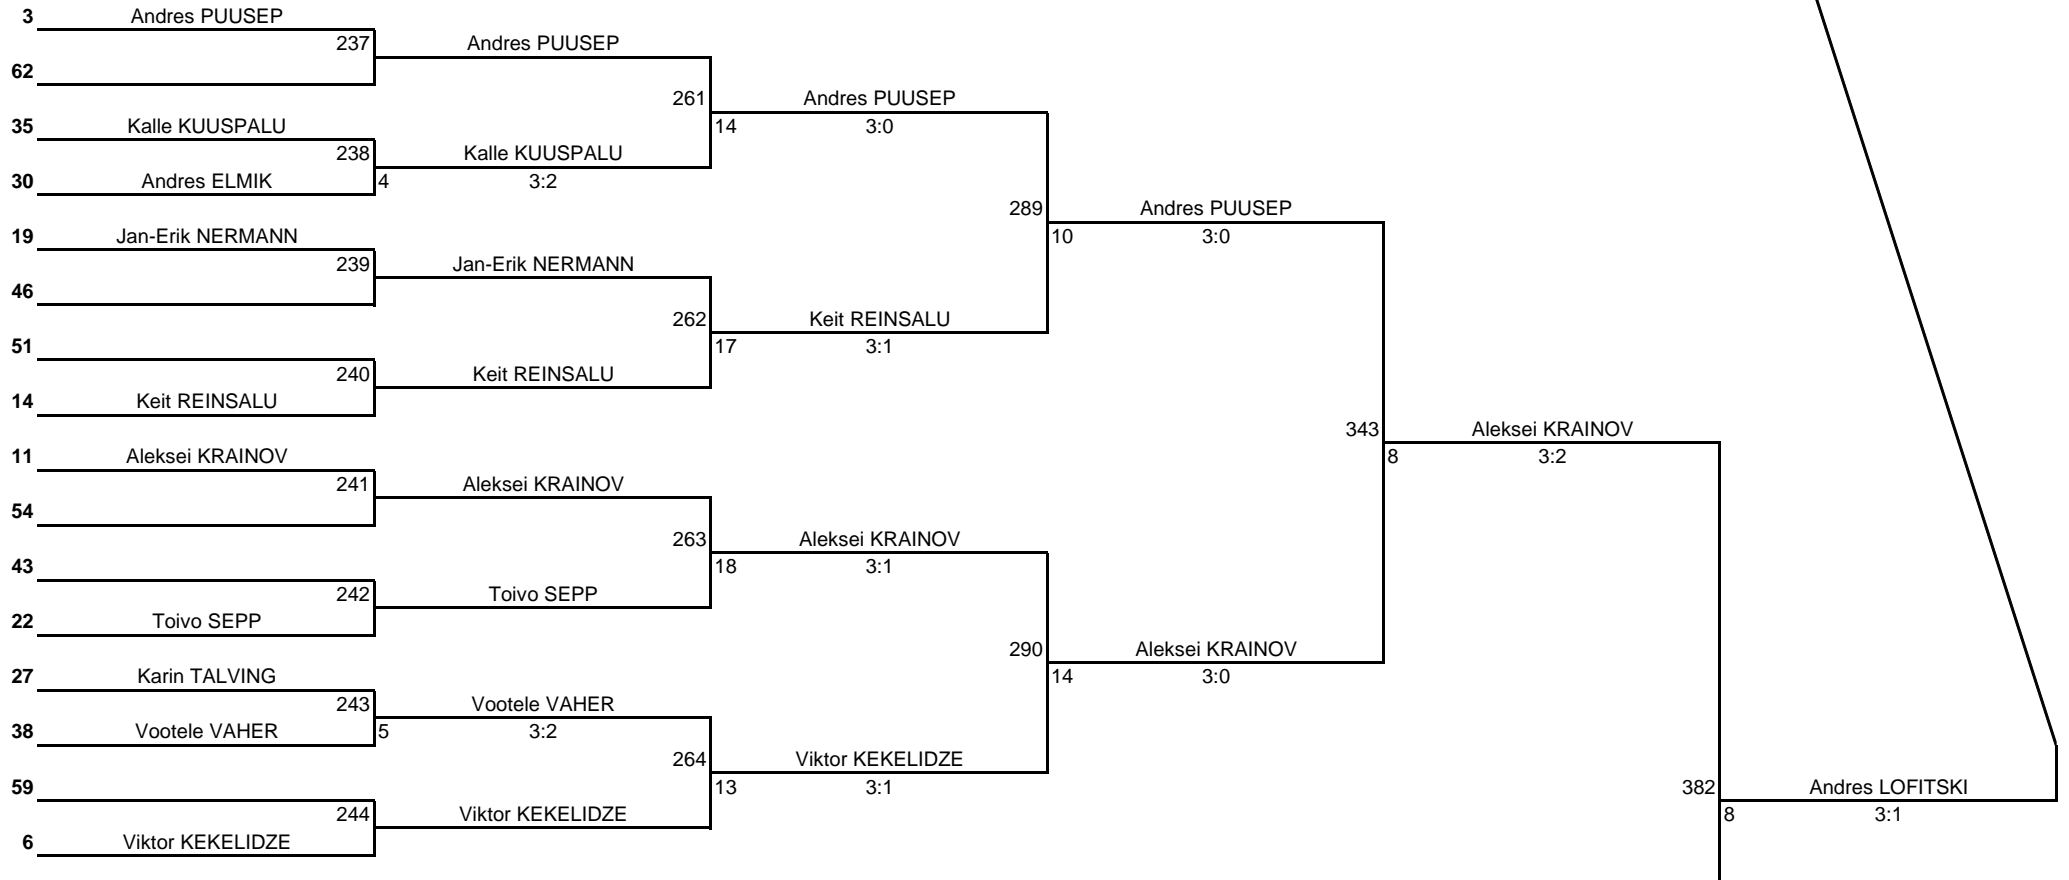 3 Andres PUUSEP
237 Andres PUUSEP
62
261 Andres PUUSEP
35 Kalle KUUSPALU 14 3:0
238 Kalle KUUSPALU
30 Andres ELMIK 4 3:2
289 Andres PUUSEP
19 Jan-Erik NERMANN 10 3:0
239 Jan-Erik NERMANN
46
262 Keit REINSALU
51 17 3:1
240 Keit REINSALU
14 Keit REINSALU
343 Aleksei KRAINOV
11 Aleksei KRAINOV 8 3:2
241 Aleksei KRAINOV
54
263 Aleksei KRAINOV
43 18 3:1
242 Toivo SEPP
22 Toivo SEPP
290 Aleksei KRAINOV
27 Karin TALVING 14 3:0
243 Vootele VAHER
38 Vootele VAHER 5 3:2
264 Viktor KEKELIDZE
59 13 3:1 382 Andres LOFITSKI
244 Viktor KEKELIDZE 8 3:1
6 Viktor KEKELIDZE